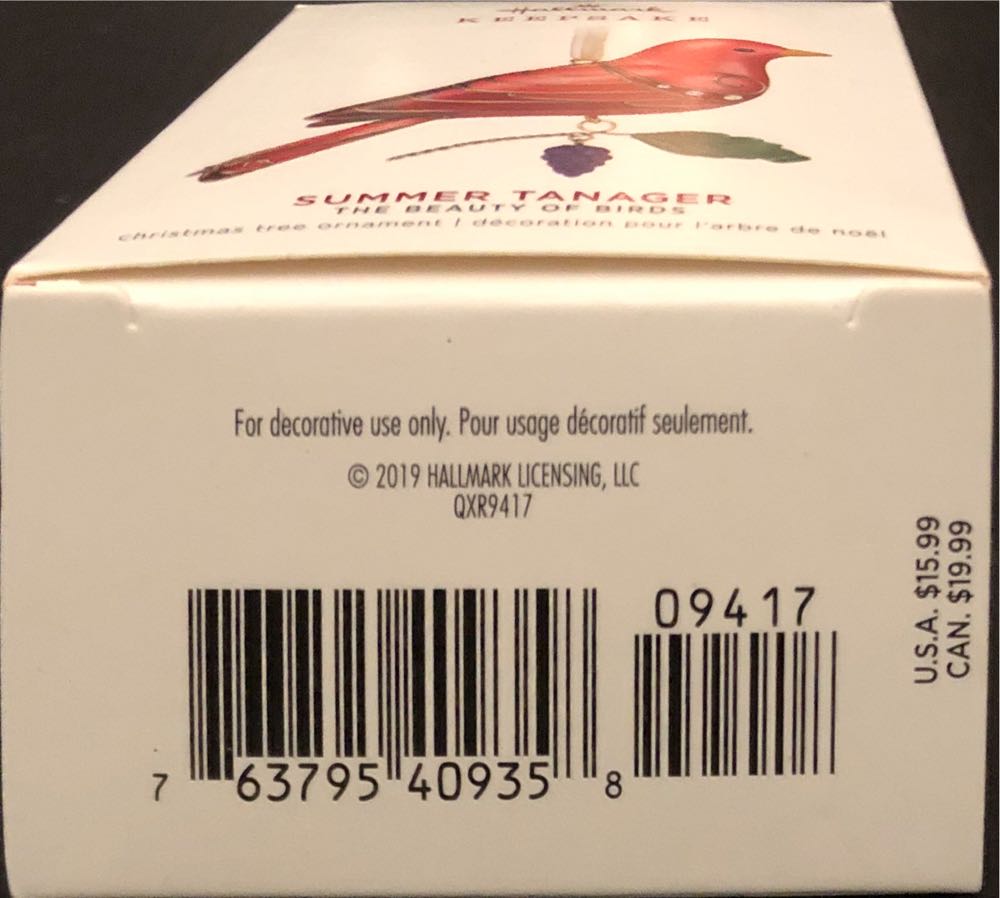 Hallmark
KEEPSAKE
SUMMER TANAGER
THE BEAUTY OF BIRDS
christmas tree ornament | décoration pour l'arbre de noël
For decorative use only. Pour usage décoratif seulement.
© 2019 HALLMARK LICENSING, LLC
QXR9417
09417
7 63795 40935 8
U.S.A. $15.99
CAN. $19.99